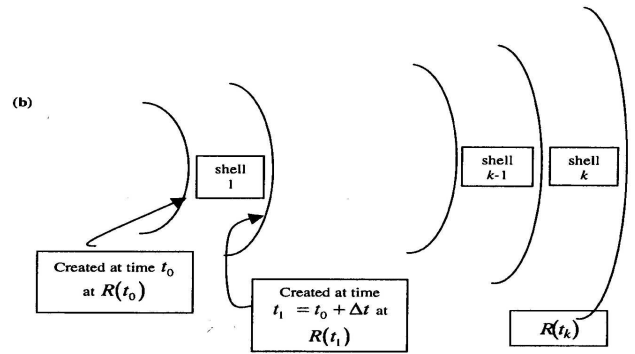 (b)
shell
1
shell
k-1
shell
k
Created at time t₀
at R(t₀)
Created at time
t₁ = t₀ + Δt at
R(t₁)
R(tₖ)